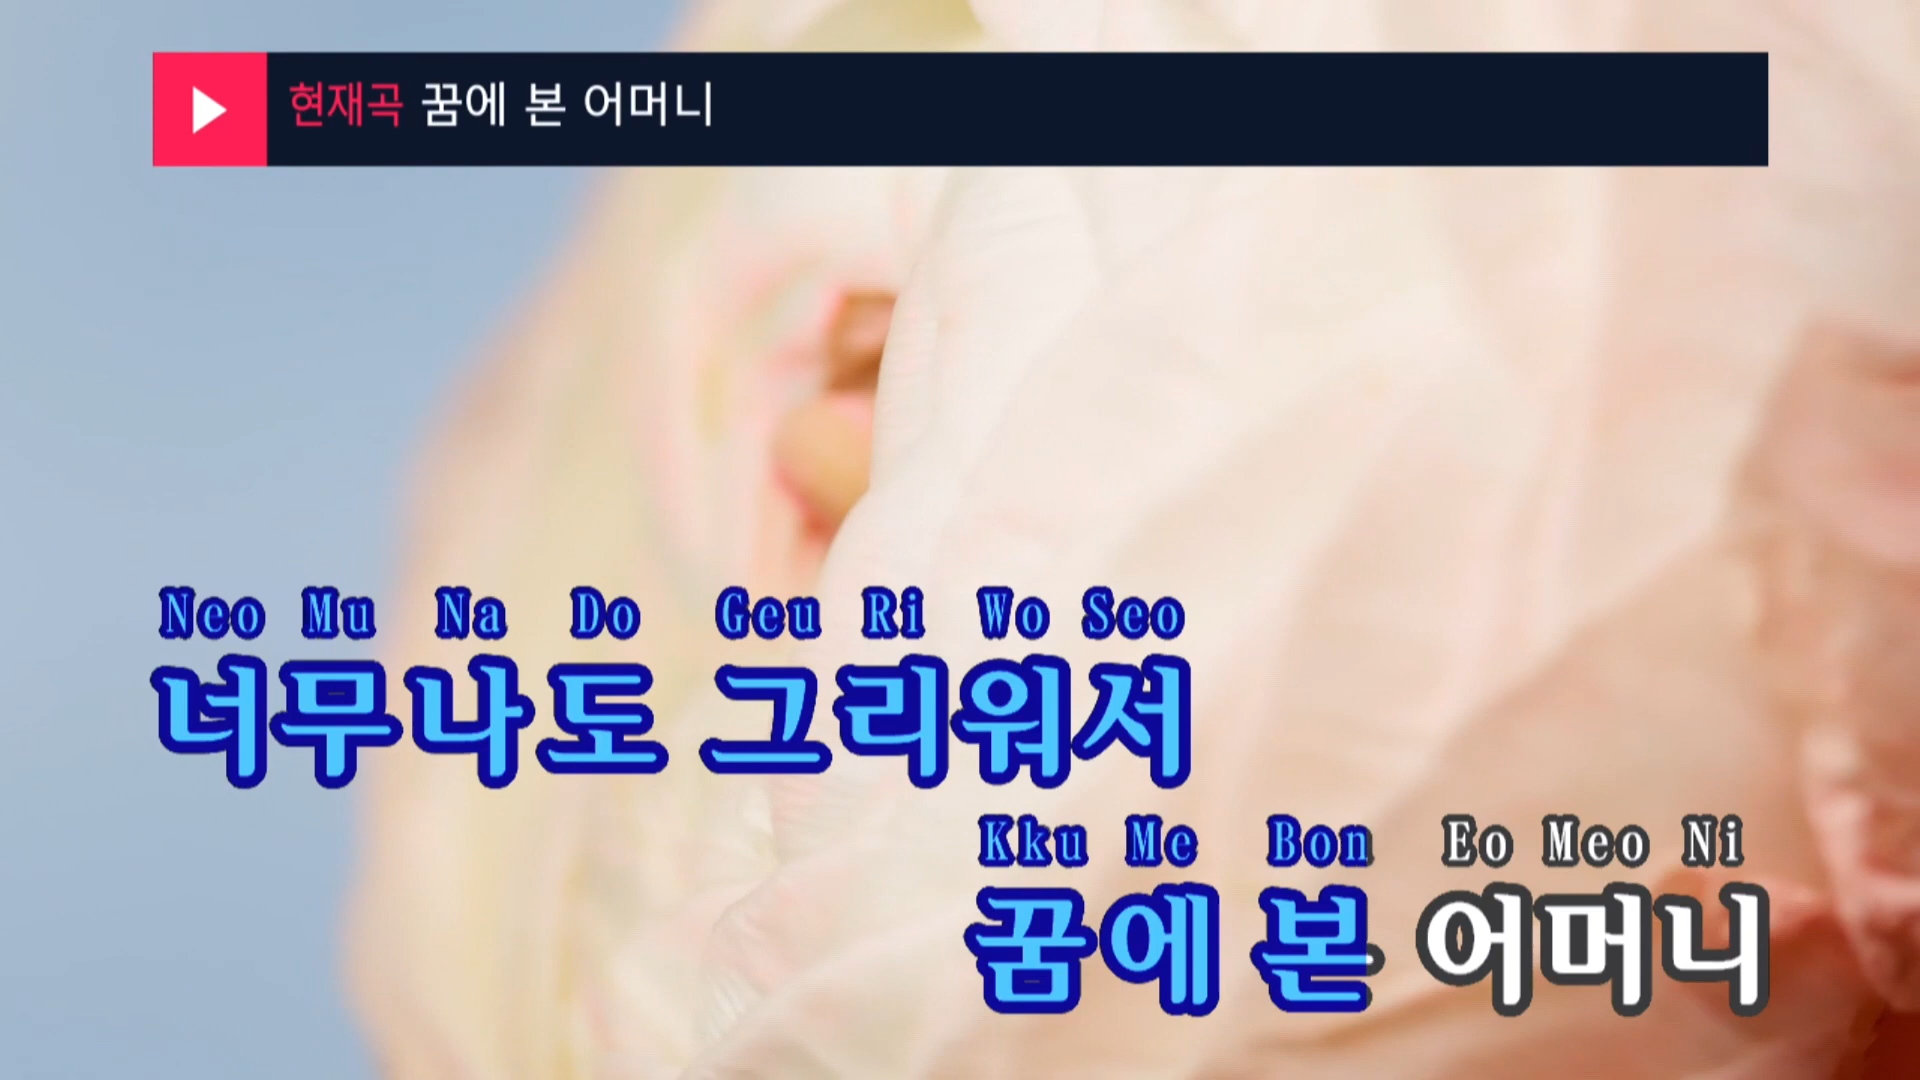 현재곡 꿈에 본 어머니
Neo Mu Na Do Geu Ri Wo Seo
너무나도 그리워서
Kku Me Bon Eo Meo Ni
꿈에 본 어머니